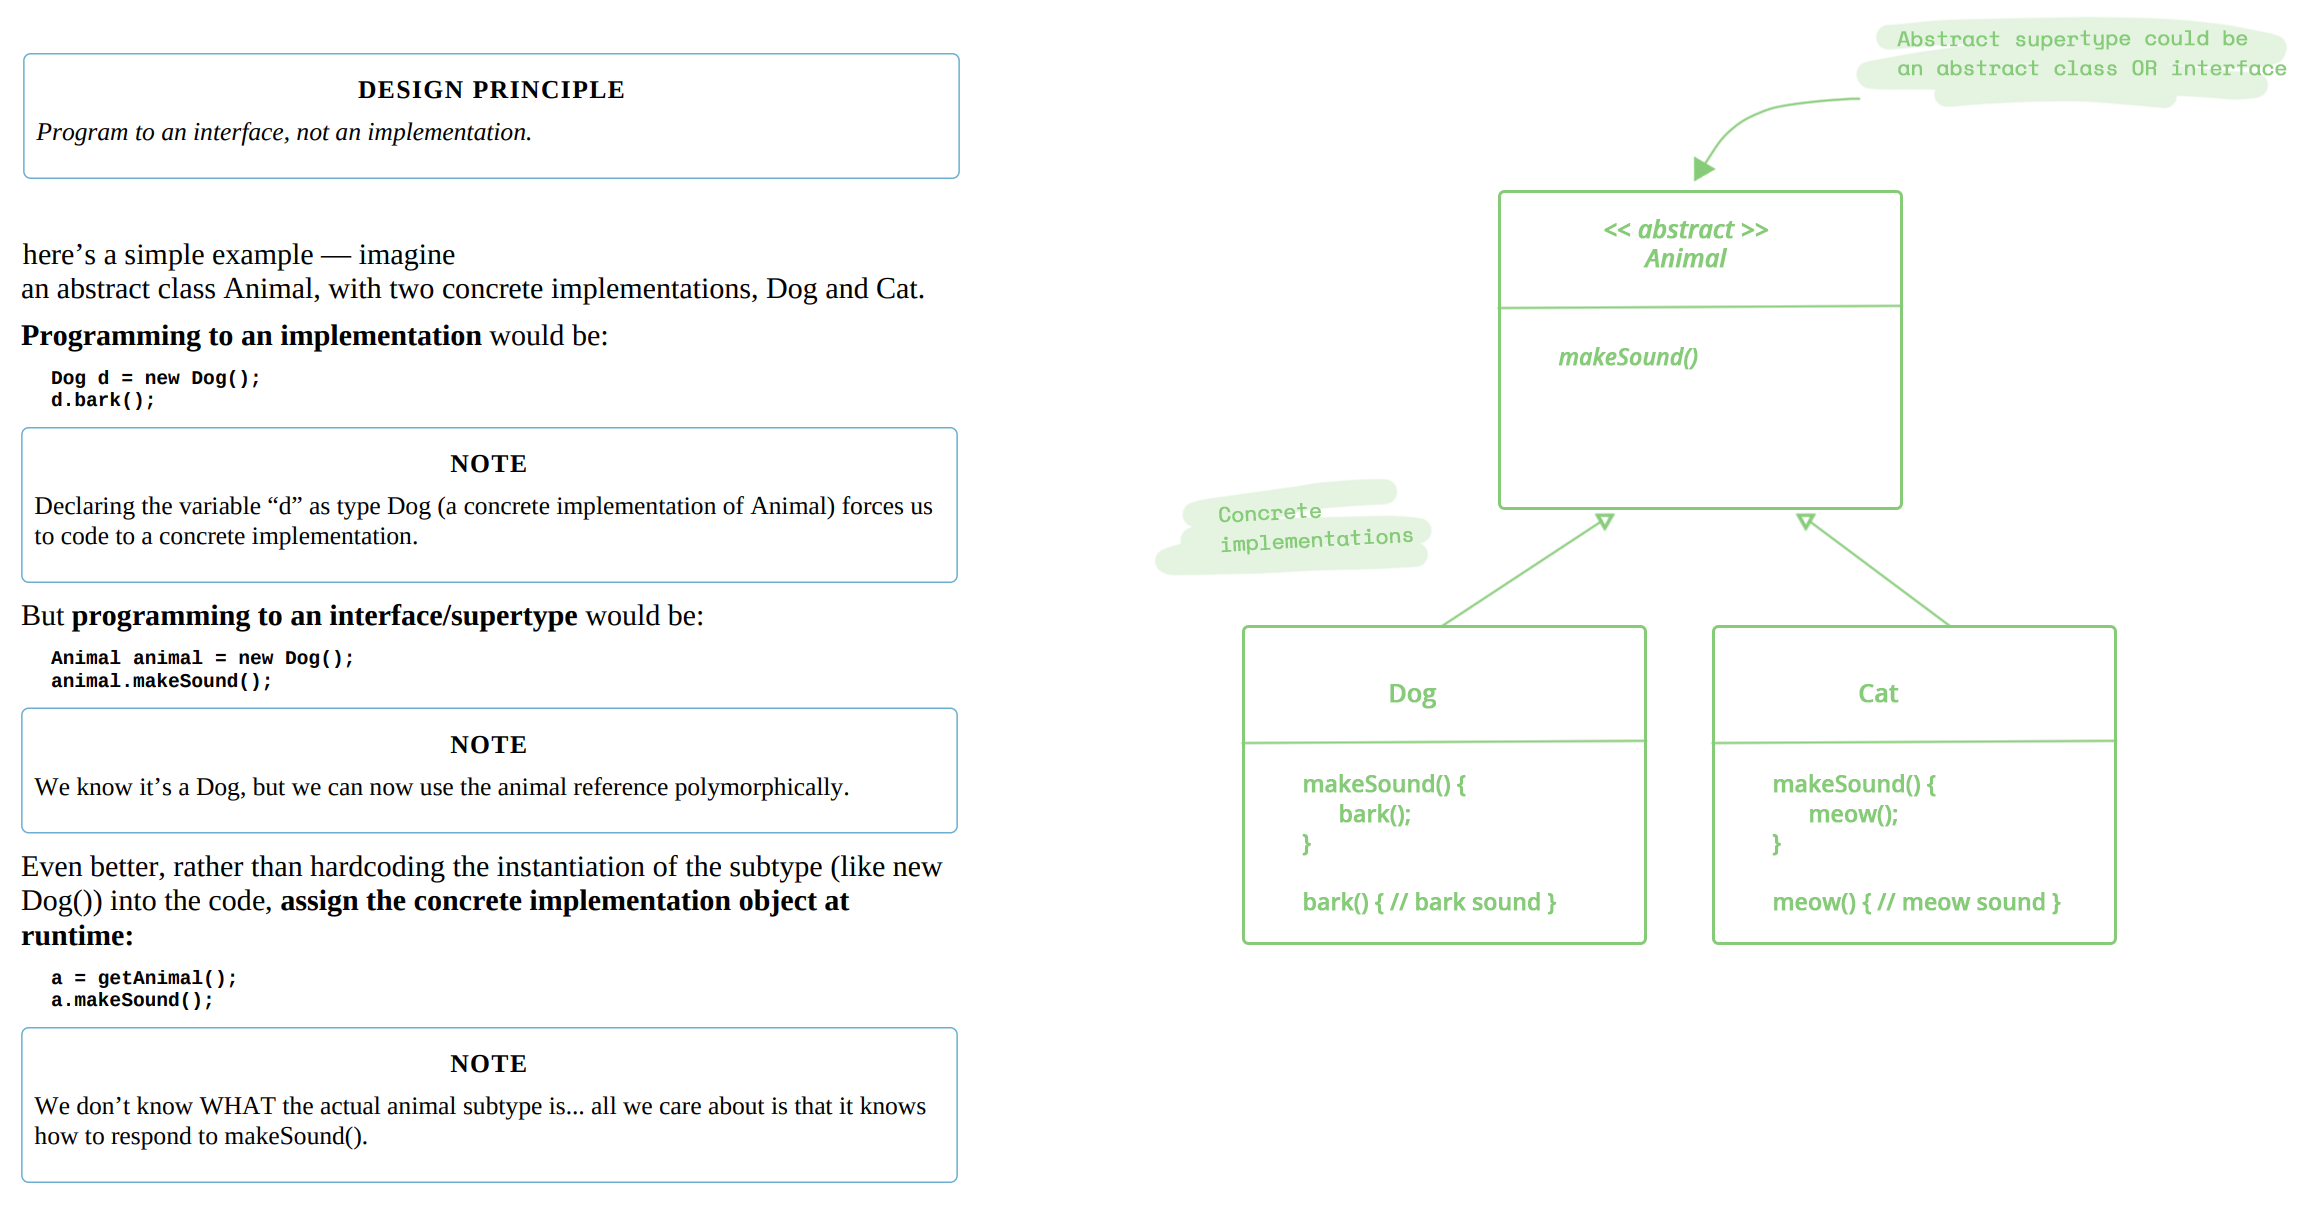 DESIGN PRINCIPLE
Program to an interface, not an implementation.
here’s a simple example — imagine
an abstract class Animal, with two concrete implementations, Dog and Cat.
Programming to an implementation would be:
Dog d = new Dog();
d.bark();
NOTE
Declaring the variable “d” as type Dog (a concrete implementation of Animal) forces us
to code to a concrete implementation.
But programming to an interface/supertype would be:
Animal animal = new Dog();
animal.makeSound();
NOTE
We know it’s a Dog, but we can now use the animal reference polymorphically.
Even better, rather than hardcoding the instantiation of the subtype (like new
Dog()) into the code, assign the concrete implementation object at
runtime:
a = getAnimal();
a.makeSound();
NOTE
We don’t know WHAT the actual animal subtype is... all we care about is that it knows
how to respond to makeSound().
Abstract supertype could be
an abstract class OR interface
<< abstract >>
Animal
makeSound()
Concrete
implementations
Dog
makeSound() {
bark();
}
bark() { // bark sound }
Cat
makeSound() {
meow();
}
meow() { // meow sound }